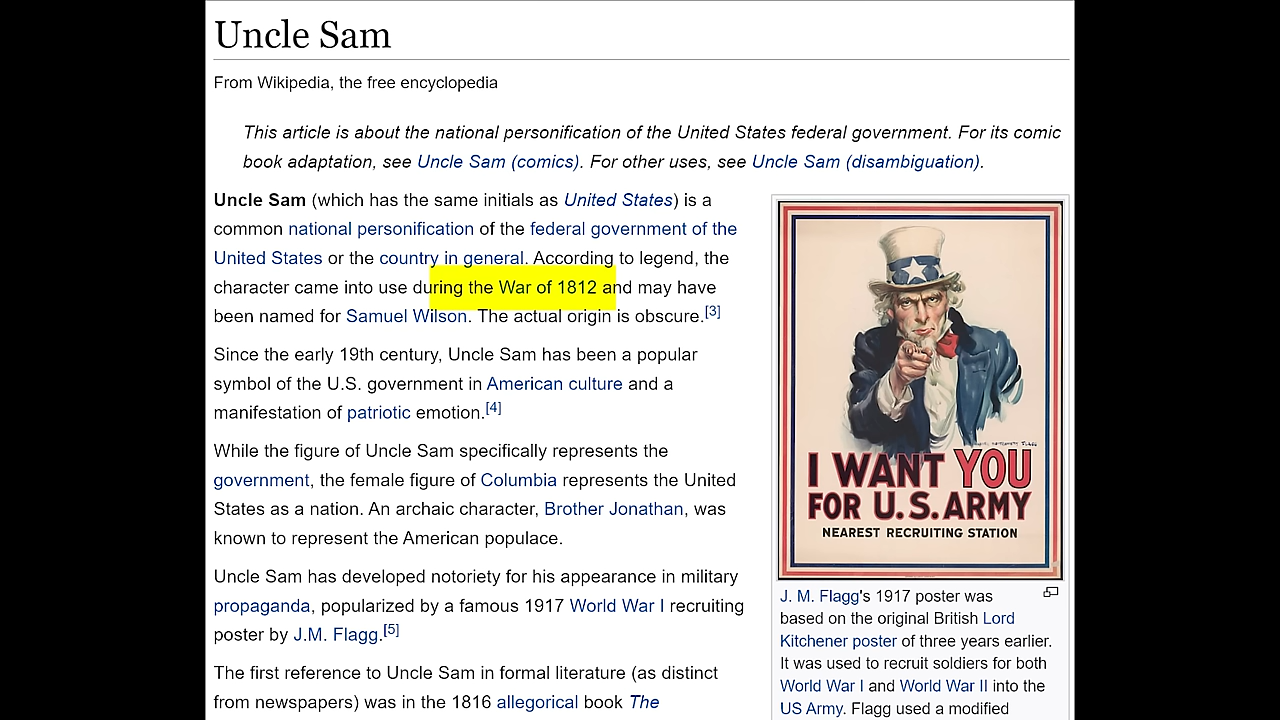 Uncle Sam
From Wikipedia, the free encyclopedia
This article is about the national personification of the United States federal government. For its comic
book adaptation, see Uncle Sam (comics). For other uses, see Uncle Sam (disambiguation).
Uncle Sam (which has the same initials as United States) is a
common national personification of the federal government of the
United States or the country in general. According to legend, the
character came into use during the War of 1812 and may have
been named for Samuel Wilson. The actual origin is obscure.[3]
Since the early 19th century, Uncle Sam has been a popular
symbol of the U.S. government in American culture and a
manifestation of patriotic emotion.[4]
While the figure of Uncle Sam specifically represents the
government, the female figure of Columbia represents the United
States as a nation. An archaic character, Brother Jonathan, was
known to represent the American populace.
Uncle Sam has developed notoriety for his appearance in military
propaganda, popularized by a famous 1917 World War I recruiting
poster by J.M. Flagg.[5]
The first reference to Uncle Sam in formal literature (as distinct
from newspapers) was in the 1816 allegorical book The
I WANT YOU
FOR U.S. ARMY
NEAREST RECRUITING STATION
J. M. Flagg's 1917 poster was
based on the original British Lord
Kitchener poster of three years earlier.
It was used to recruit soldiers for both
World War I and World War II into the
US Army. Flagg used a modified